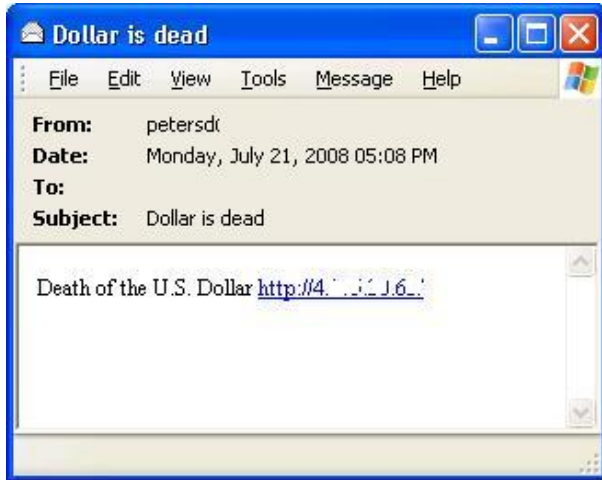 Dollar is dead
File Edit View Tools Message Help
From: petersd
Date: Monday, July 21, 2008 05:08 PM
To:
Subject: Dollar is dead
Death of the U.S. Dollar